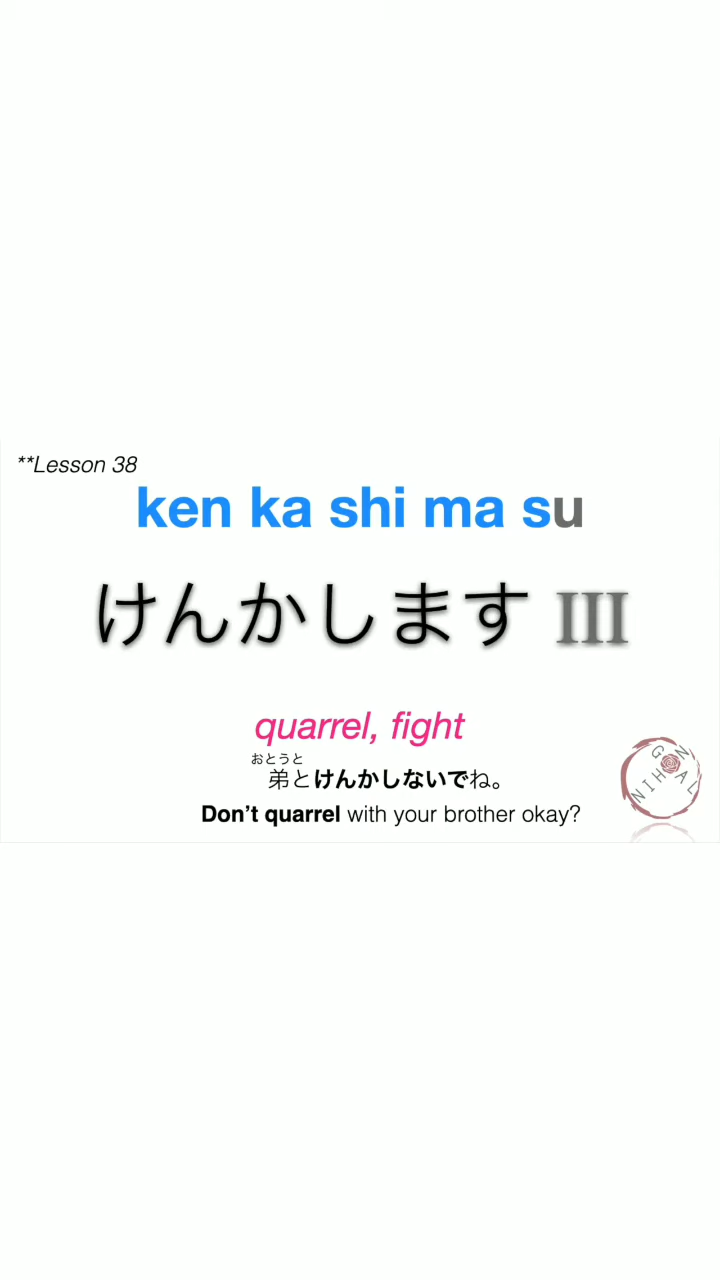 **Lesson 38
ken ka shi ma su
けんかします III
quarrel, fight
おとうと
弟とけんかしないでね。
Don't quarrel with your brother okay?
NIHON GOAL